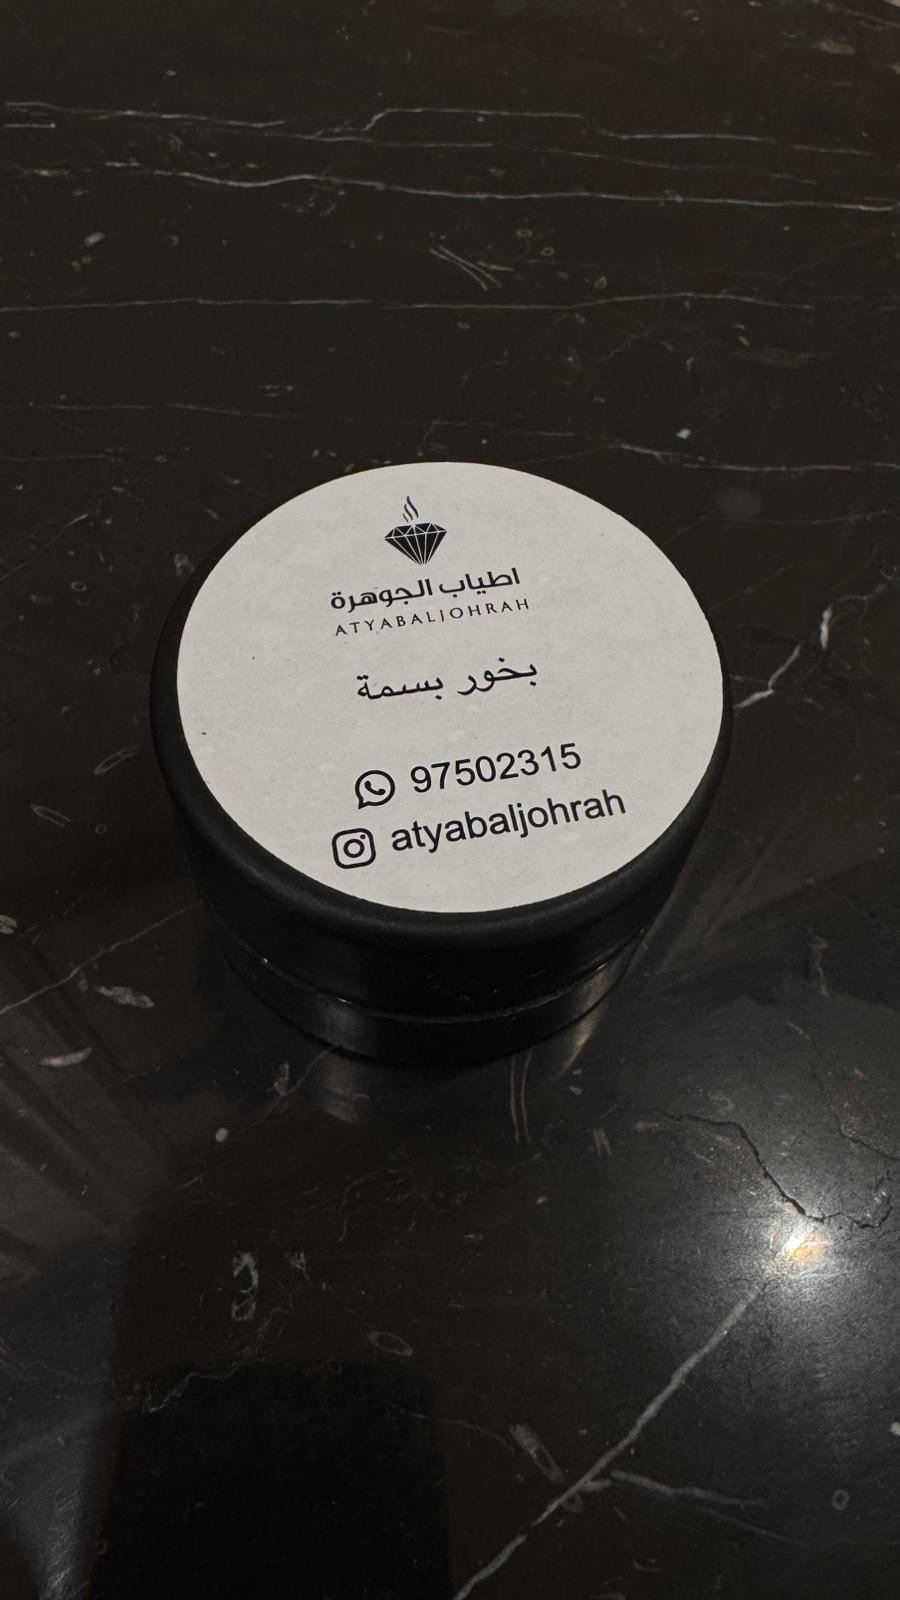 اطياب الجوهرة
ATYABALJOHRAH
بخور بسمة
97502315
atyabaljohrah